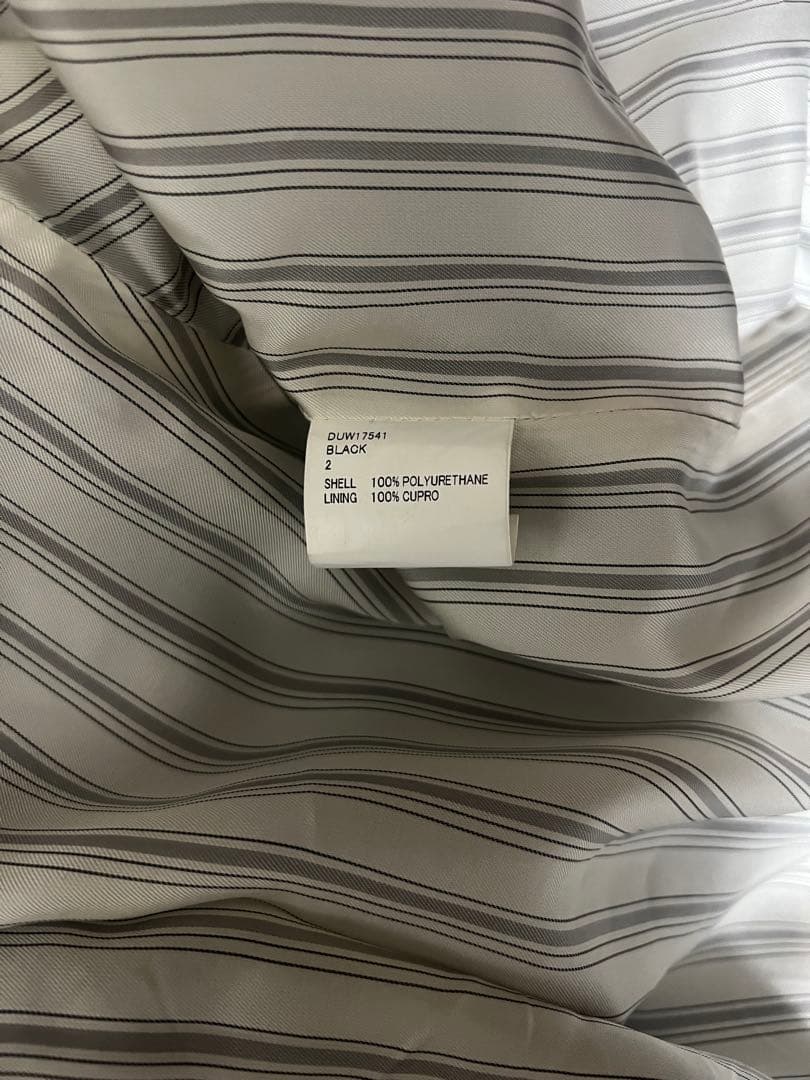 DUW17541
BLACK
2
SHELL 100% POLYURETHANE
LINING 100% CUPRO